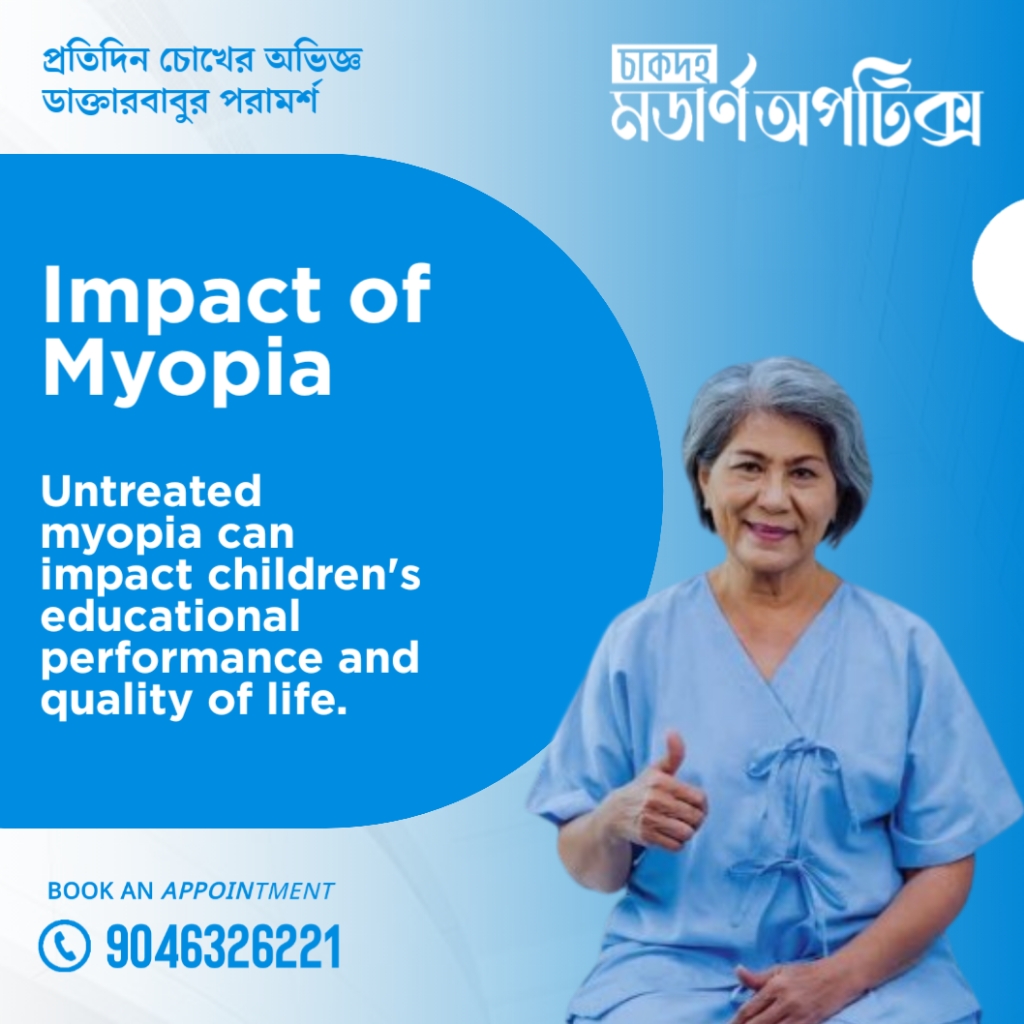 প্রতিদিন চোখের অভিজ্ঞ
ডাক্তারবাবুর পরামর্শ
চাকদহ
মডার্ণ অপটিক্স
Impact of
Myopia
Untreated
myopia can
impact children's
educational
performance and
quality of life.
BOOK AN APPOINTMENT
9046326221